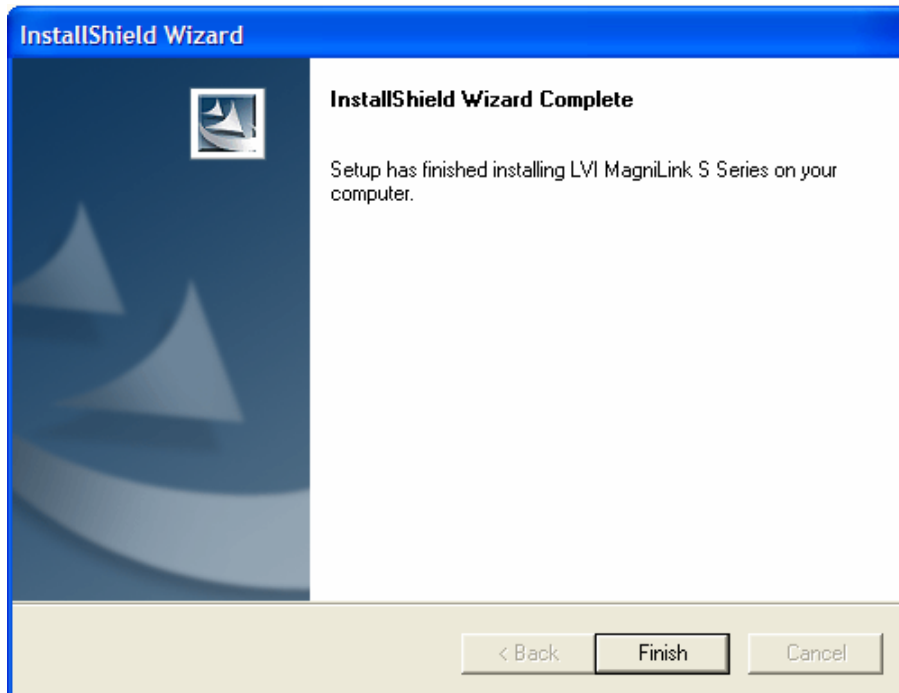 InstallShield Wizard
InstallShield Wizard Complete
Setup has finished installing LVI MagniLink S Series on your
computer.
< Back
Finish
Cancel